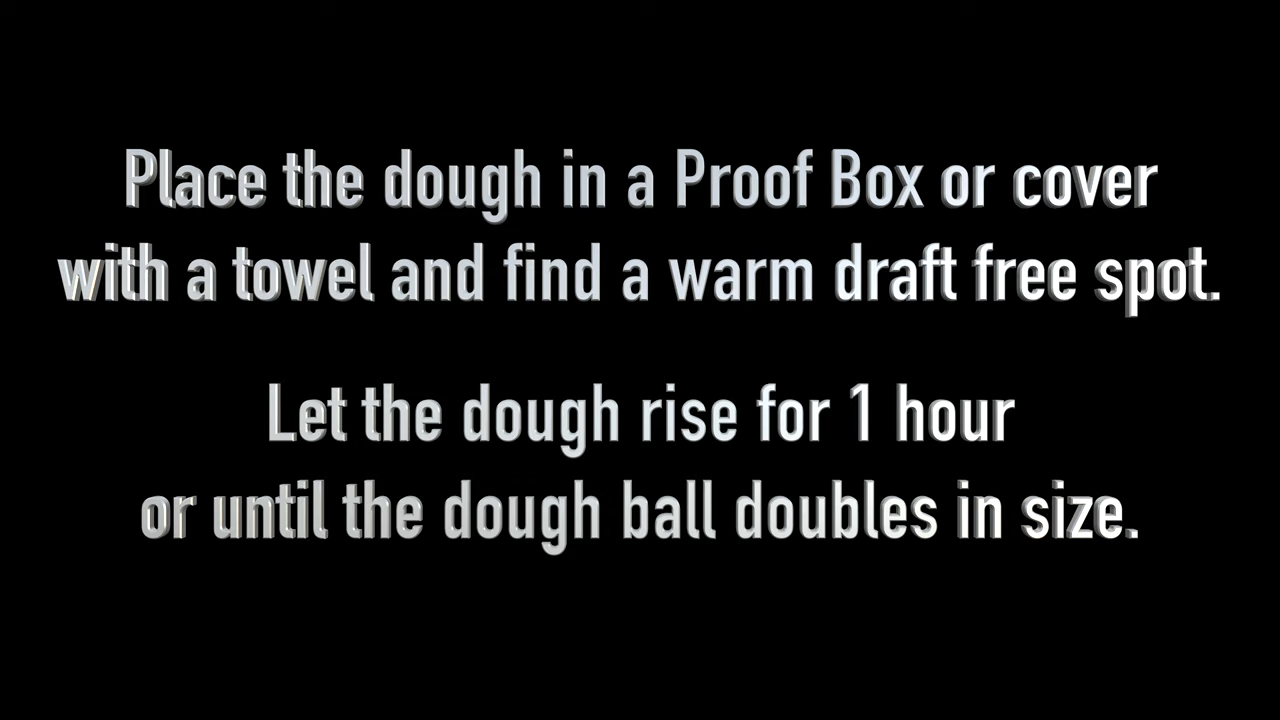 Place the dough in a Proof Box or cover
with a towel and find a warm draft free spot.
Let the dough rise for 1 hour
or until the dough ball doubles in size.